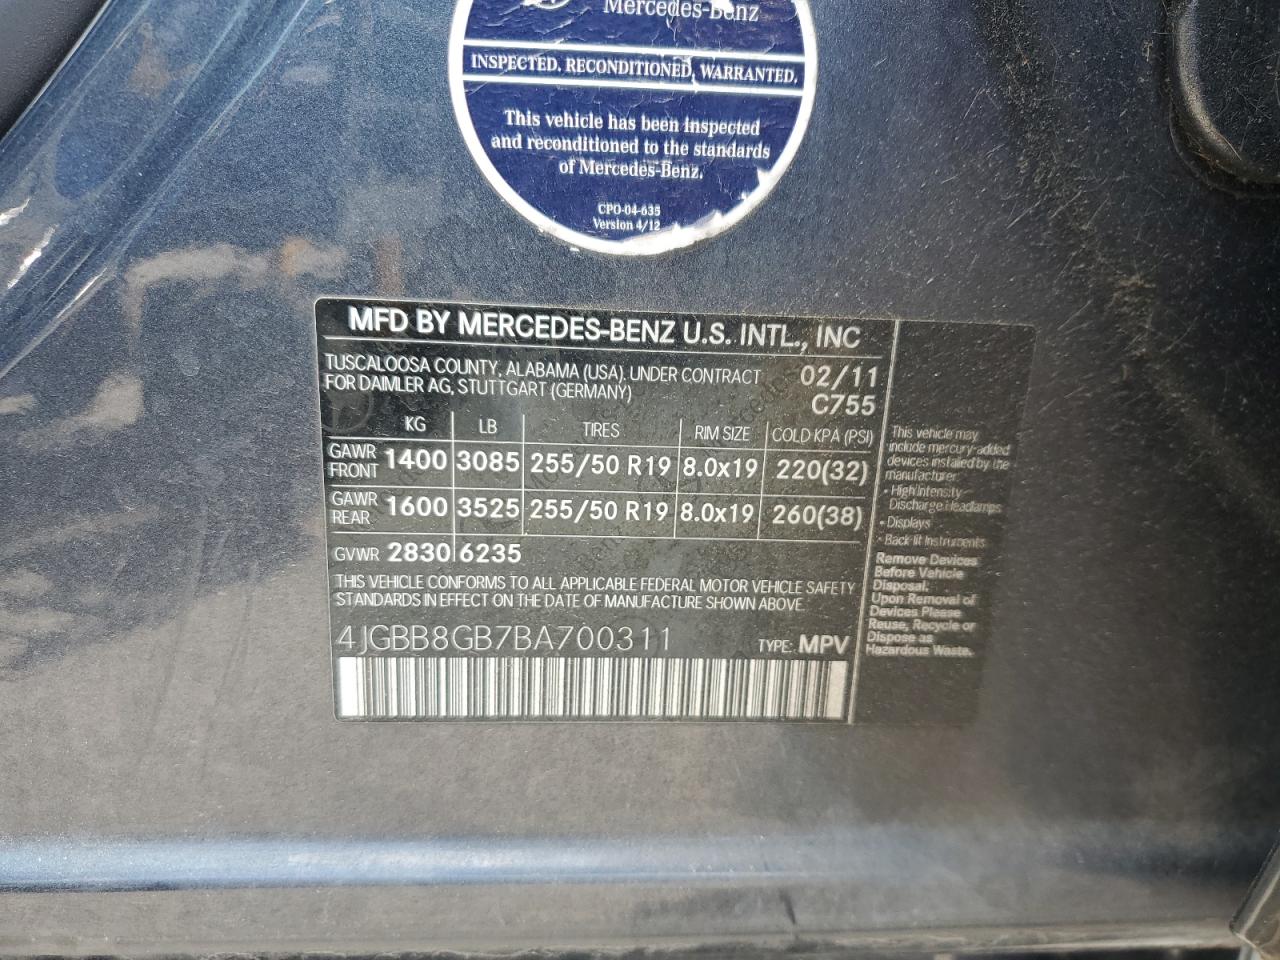 Mercedes-Benz
INSPECTED. RECONDITIONED. WARRANTED.
This vehicle has been inspected
and reconditioned to the standards
of Mercedes-Benz.
CPO-04-635
Version 4/12
MFD BY MERCEDES-BENZ U.S. INTL., INC
TUSCALOOSA COUNTY, ALABAMA (USA). UNDER CONTRACT 02/11
FOR DAIMLER AG, STUTTGART (GERMANY) C755
KG LB TIRES RIM SIZE COLD KPA (PSI)
GAWR FRONT 1400 3085 255/50 R19 8.0x19 220(32)
GAWR REAR 1600 3525 255/50 R19 8.0x19 260(38)
GVWR 2830 6235
THIS VEHICLE CONFORMS TO ALL APPLICABLE FEDERAL MOTOR VEHICLE SAFETY
STANDARDS IN EFFECT ON THE DATE OF MANUFACTURE SHOWN ABOVE.
4JGBB8GB7BA700311 TYPE: MPV
This vehicle may
include mercury-added
devices installed by the
manufacturer
• High Intensity
Discharge Headlamps
• Displays
• Back lit Instruments
Remove Devices
Before Vehicle
Disposal.
Upon Removal of
Devices Please
Reuse, Recycle or
Dispose as
Hazardous Waste.